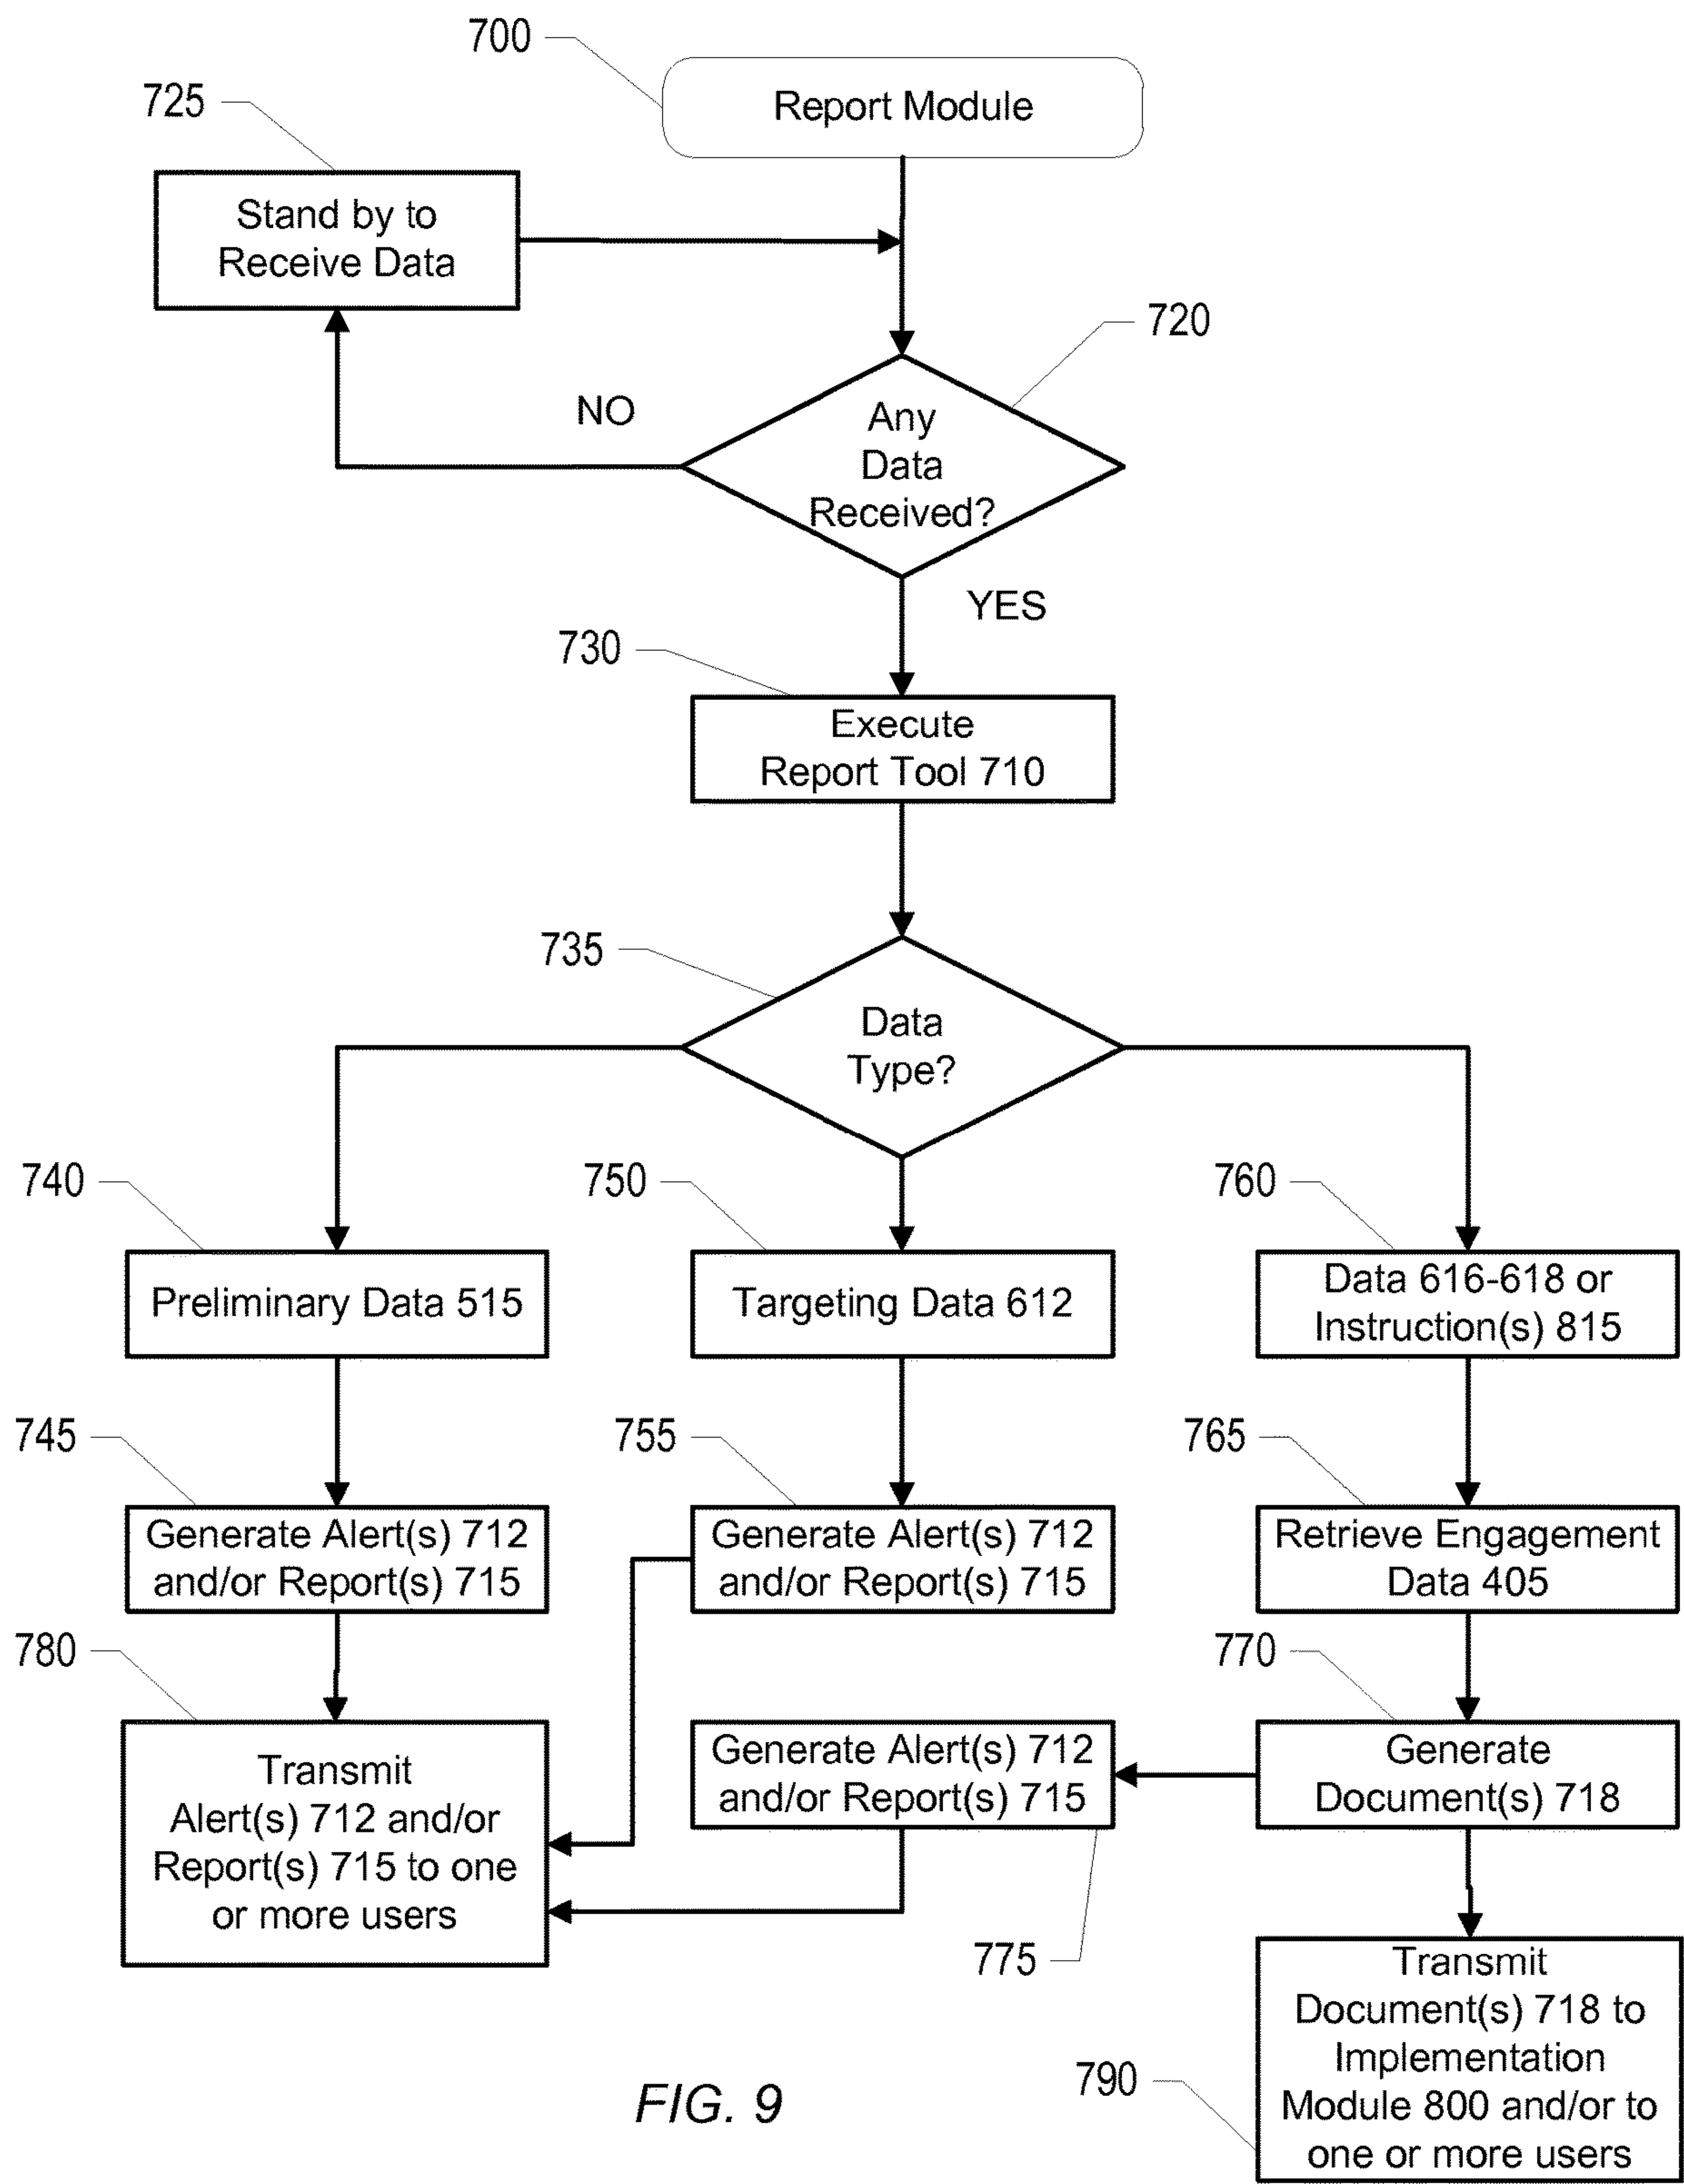 700
Report Module
725
Stand by to
Receive Data
720
NO
Any
Data
Received?
YES
730
Execute
Report Tool 710
735
Data
Type?
740
750
760
Preliminary Data 515
Targeting Data 612
Data 616-618 or
Instruction(s) 815
745
755
765
Generate Alert(s) 712
and/or Report(s) 715
Generate Alert(s) 712
and/or Report(s) 715
Retrieve Engagement
Data 405
780
770
Transmit
Alert(s) 712 and/or
Report(s) 715 to one
or more users
Generate Alert(s) 712
and/or Report(s) 715
Generate
Document(s) 718
775
Transmit
Document(s) 718 to
Implementation
Module 800 and/or to
one or more users
790
FIG. 9